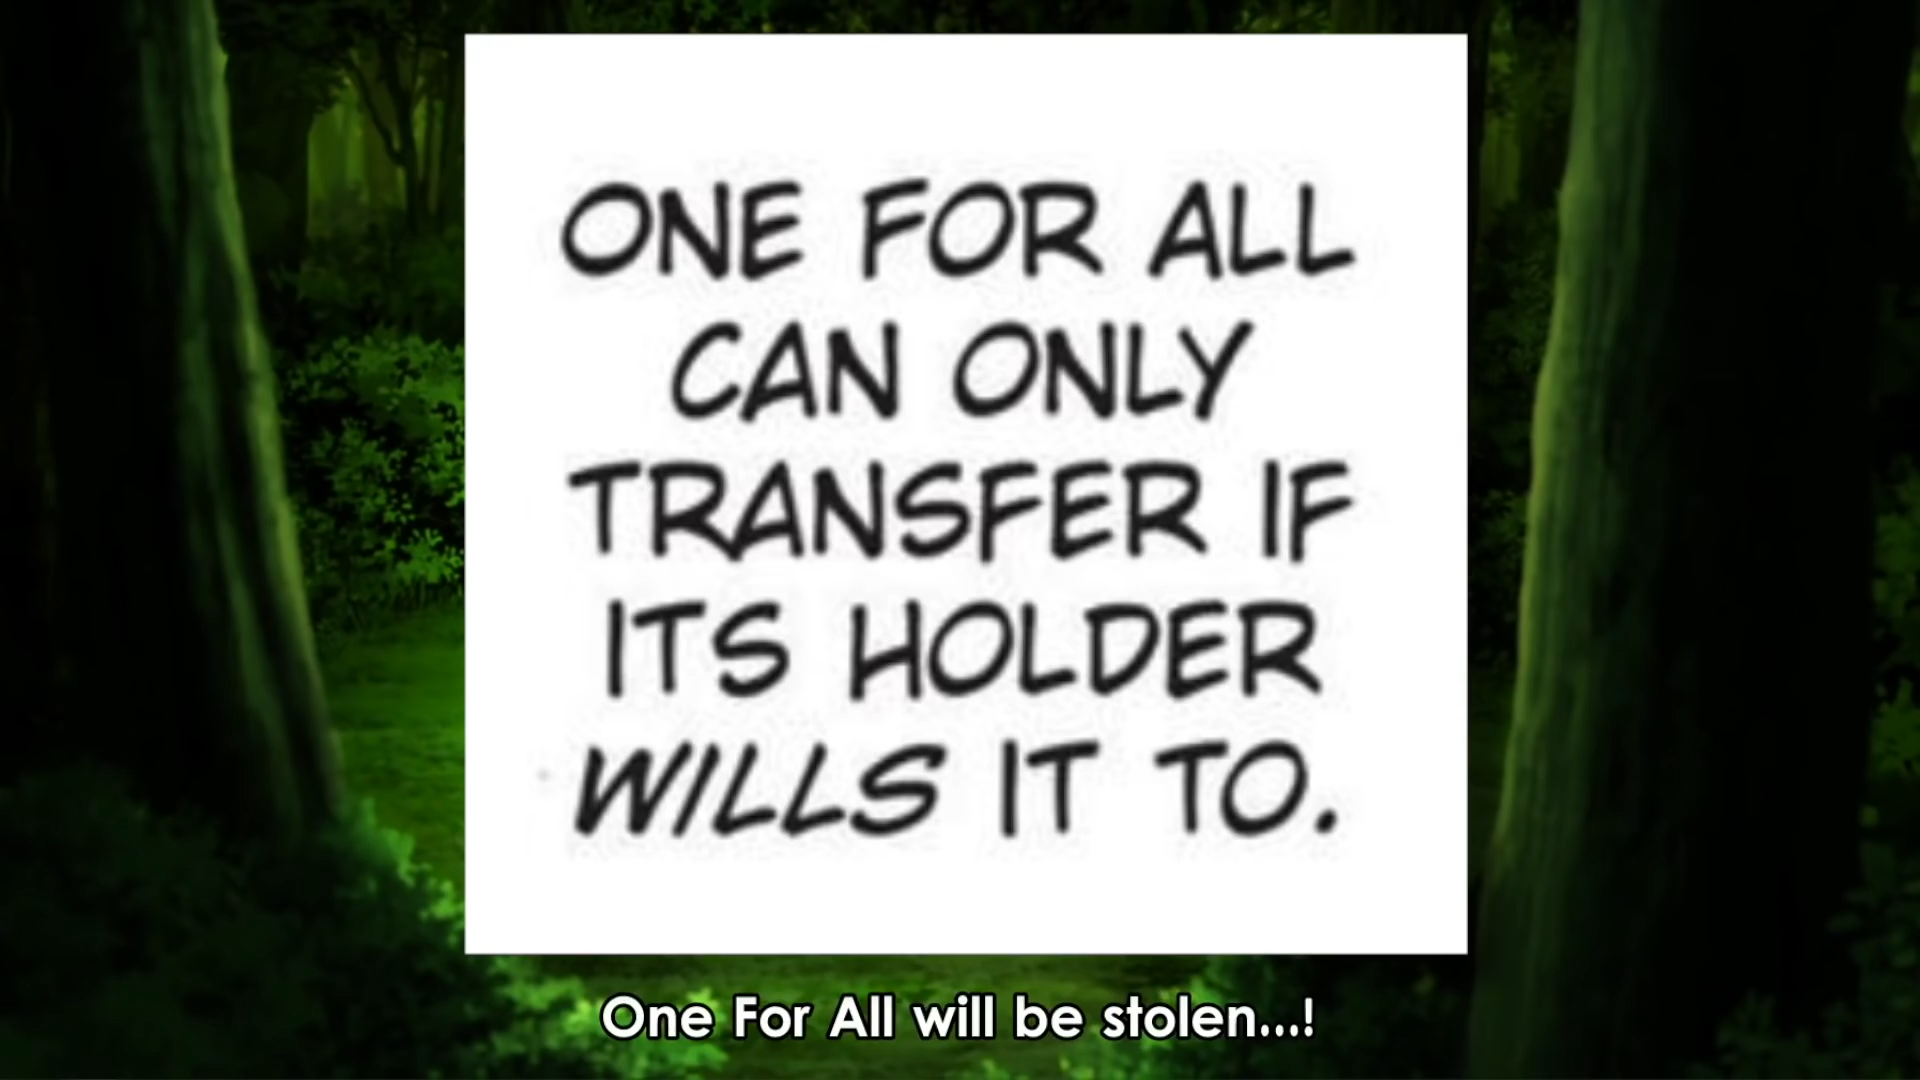 ONE FOR ALL
CAN ONLY
TRANSFER IF
ITS HOLDER
WILLS IT TO.
One For All will be stolen...!